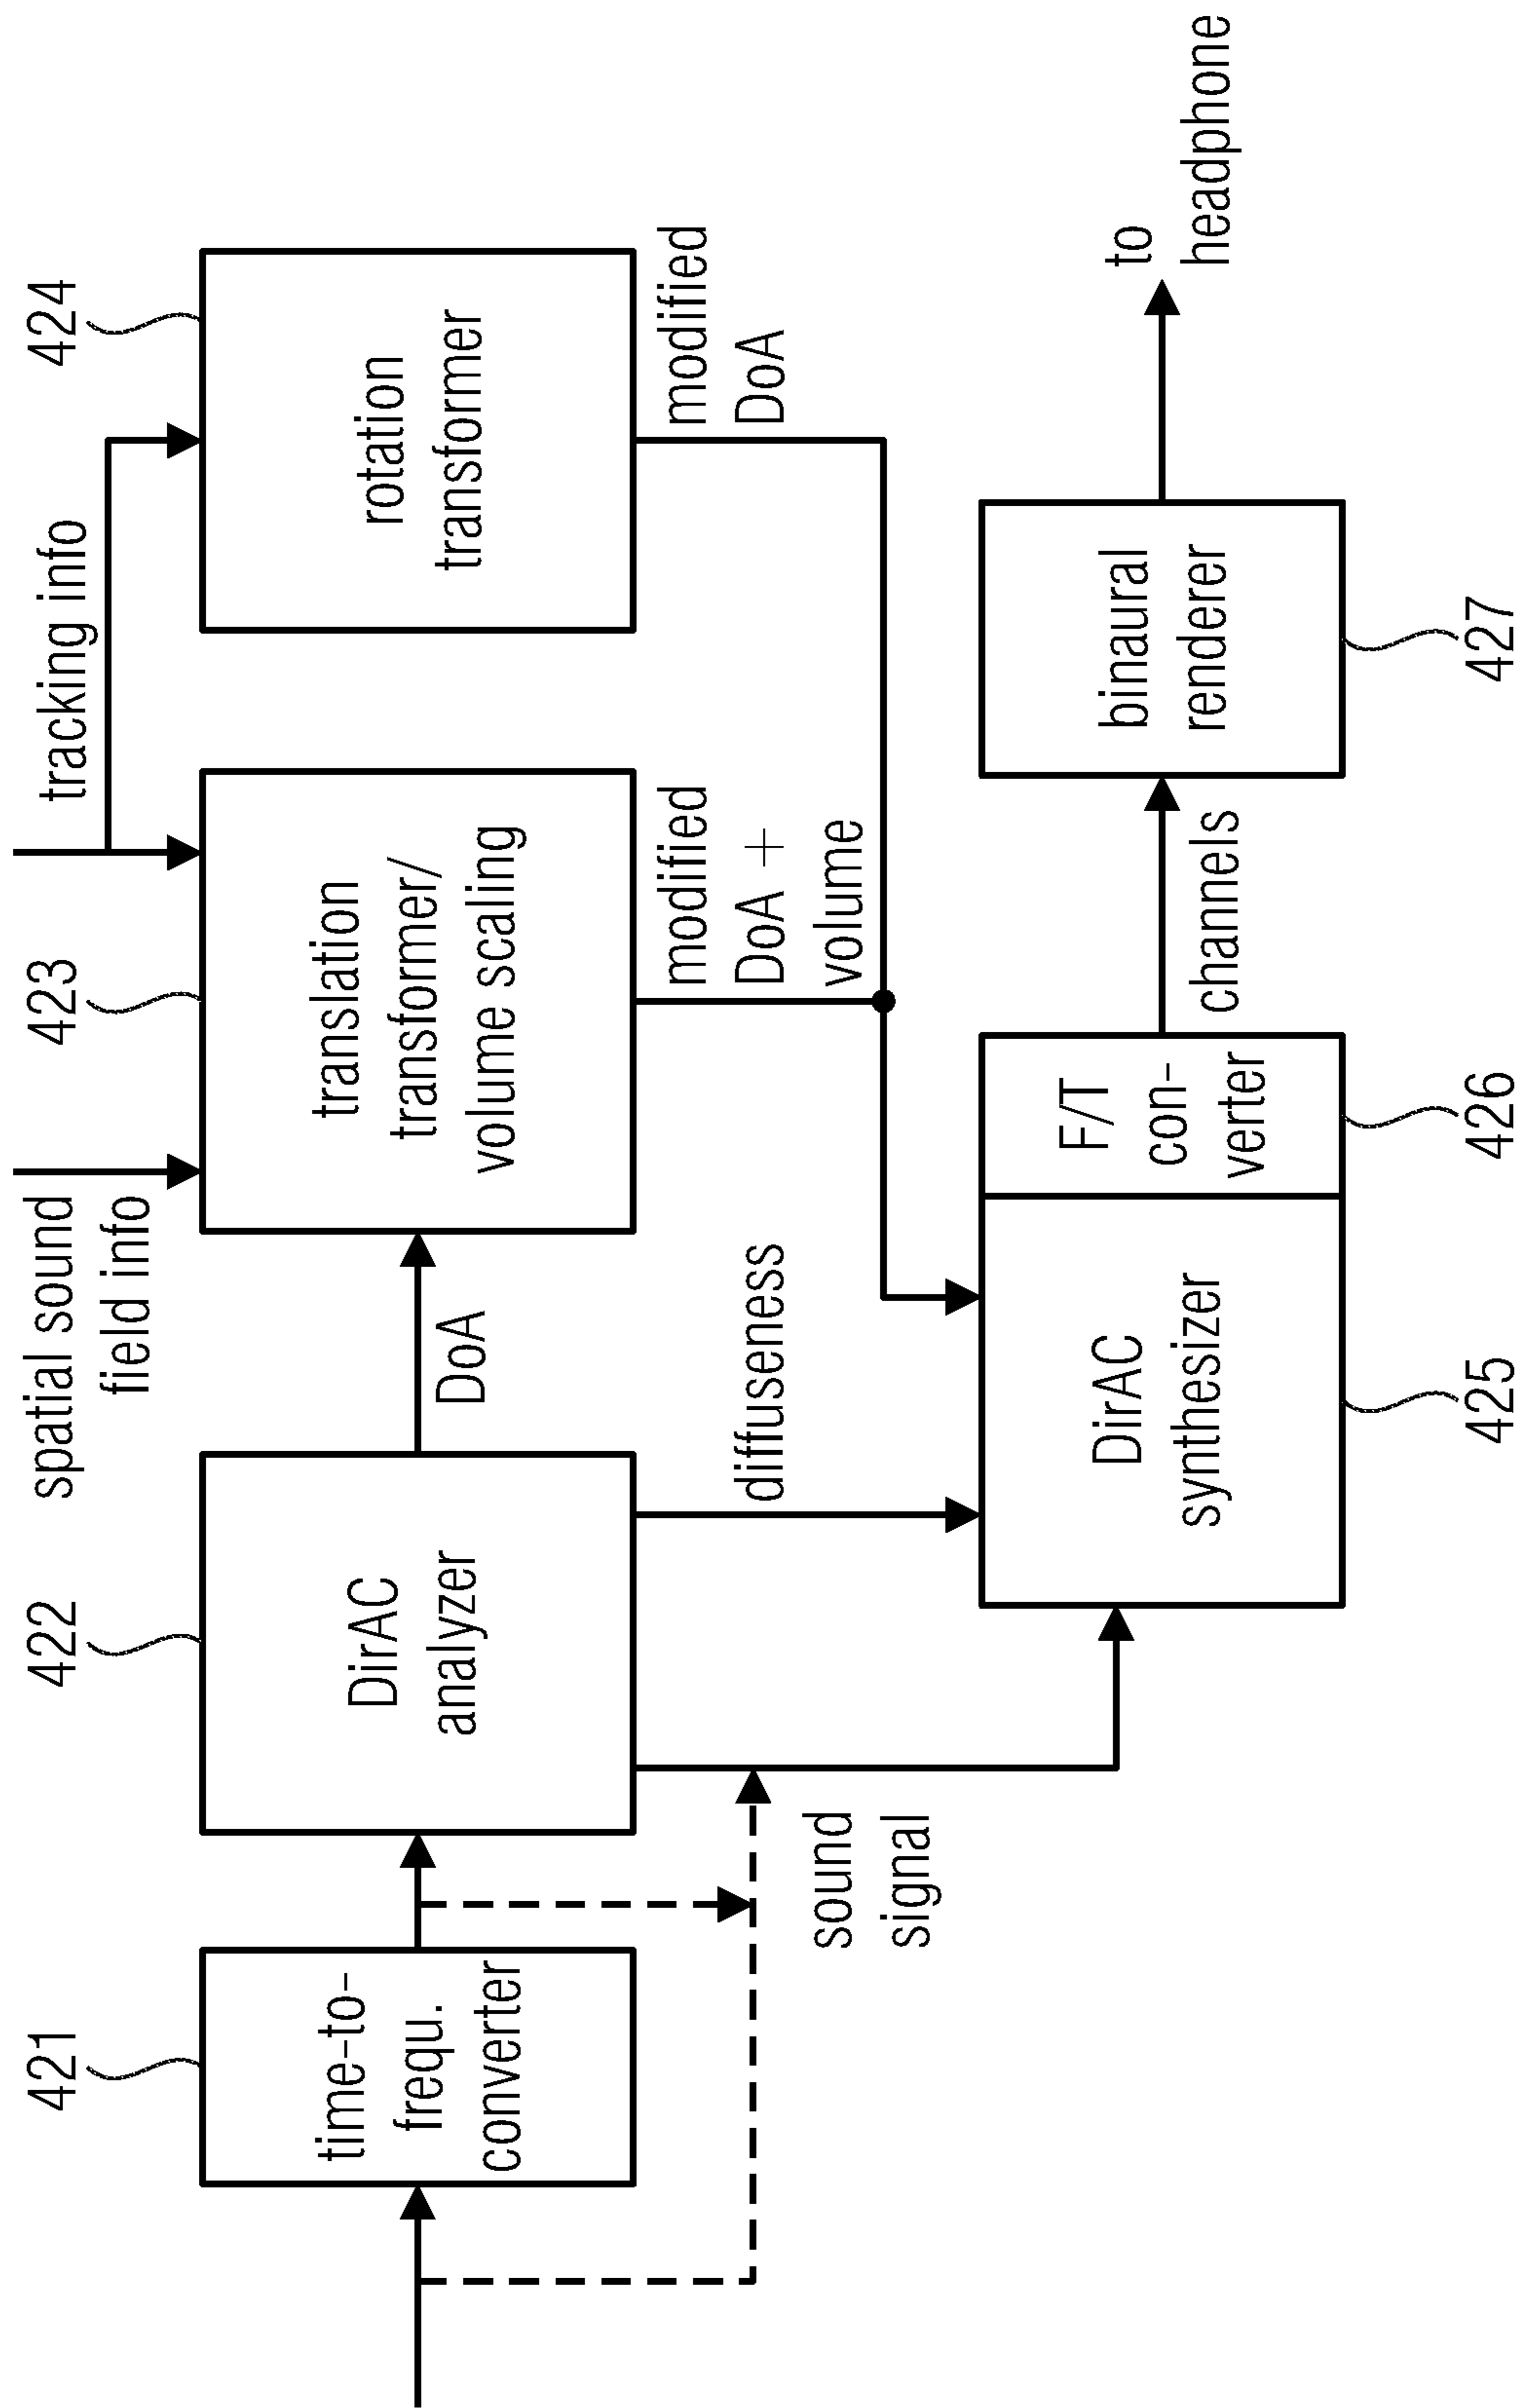 421
422
423
424
spatial sound
field info
tracking info
time-to-
frequ.
converter
DirAC
analyzer
DoA
translation
transformer/
volume scaling
rotation
transformer
sound
signal
diffuseness
modified
DoA +
volume
modified
DoA
DirAC
synthesizer
F/T
con-
verter
channels
binaural
renderer
to
headphone
425
426
427